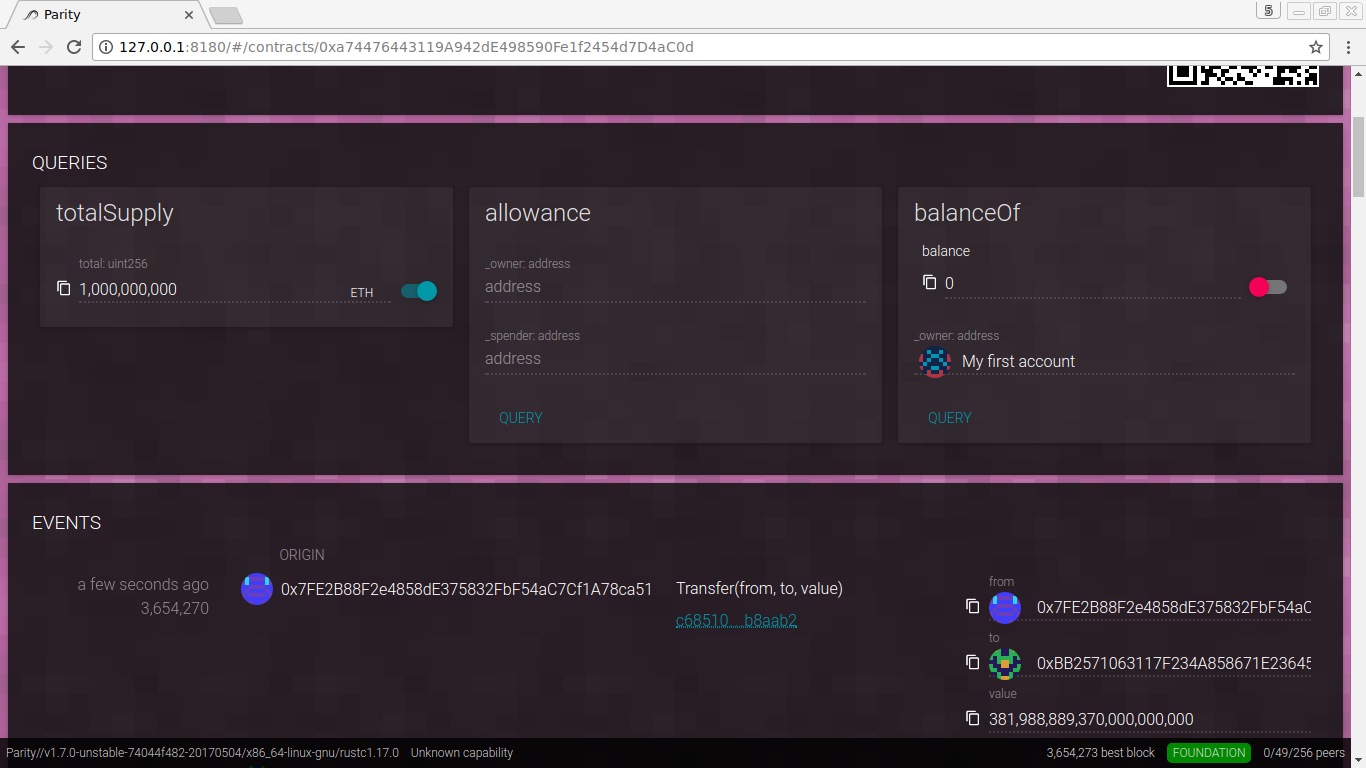 Parity
5
127.0.0.1:8180/#/contracts/0xa74476443119A942dE498590Fe1f2454d7D4aC0d
QUERIES
totalSupply
total: uint256
1,000,000,000
ETH
allowance
_owner: address
address
_spender: address
address
QUERY
balanceOf
balance
0
_owner: address
My first account
QUERY
EVENTS
ORIGIN
a few seconds ago
3,654,270
0x7FE2B88F2e4858dE375832FbF54aC7Cf1A78ca51
Transfer(from, to, value)
c68510...b8aab2
from
0x7FE2B88F2e4858dE375832FbF54aC
to
0xBB2571063117F234A858671E23645
value
381,988,889,370,000,000,000
Parity//v1.7.0-unstable-74044f482-20170504/x86_64-linux-gnu/rustc1.17.0 Unknown capability
3,654,273 best block FOUNDATION 0/49/256 peers